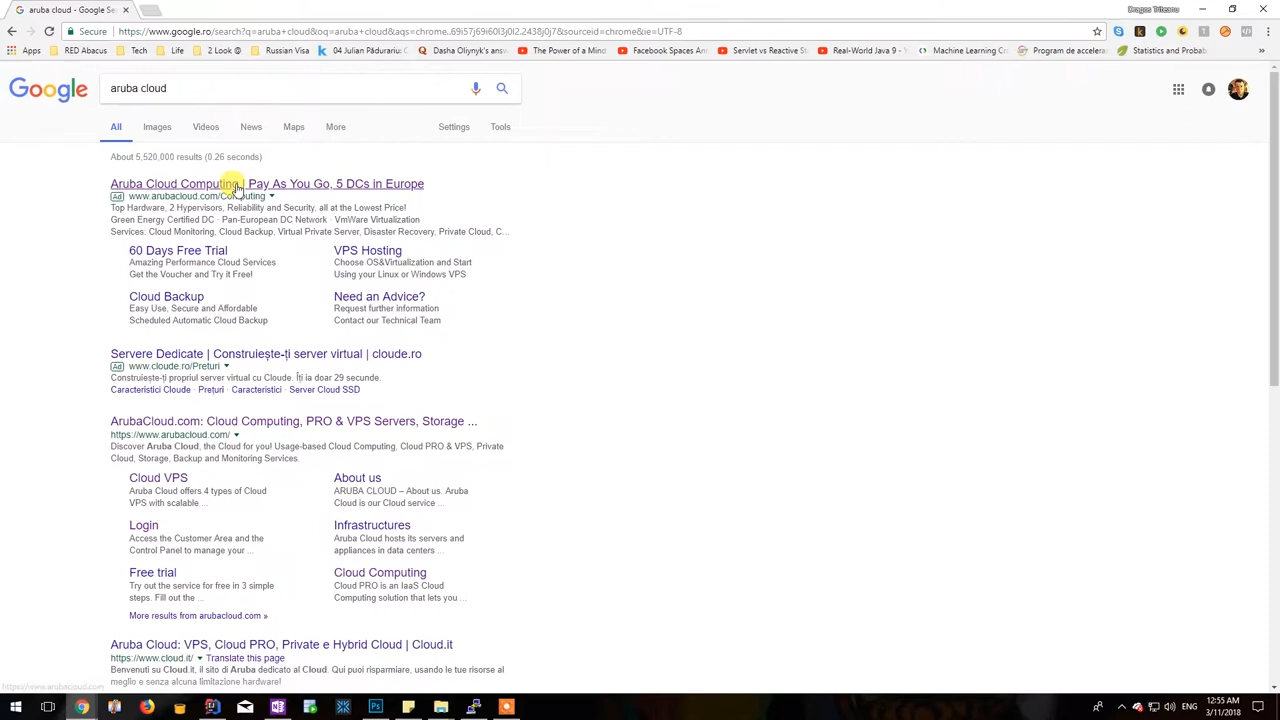 aruba cloud - Google Se
Dragos Triteanu
Secure
https://www.google.ro/search?q=aruba+cloud&oq=aruba+cloud&aqs=chrome..69i57j69i60l3j0l2.2438j0j7&sourceid=chrome&ie=UTF-8
Apps RED Abacus Tech Life 2 Look @ Russian Visa 04 Julian Pădurariu Dasha Oliynyk's answ The Power of a Mind Facebook Spaces Ann Servlet vs Reactive S Real-World Java 9 - Y Machine Learning C Program de accelera Statistics and Probab
Google
aruba cloud
All Images Videos News Maps More Settings Tools
About 5,520,000 results (0.26 seconds)
Aruba Cloud Computing | Pay As You Go, 5 DCs in Europe
Ad www.arubacloud.com/Computing
Top Hardware, 2 Hypervisors, Reliability and Security, all at the Lowest Price!
Green Energy Certified DC · Pan-European DC Network · VmWare Virtualization
Services: Cloud Monitoring, Cloud Backup, Virtual Private Server, Disaster Recovery, Private Cloud, C...
60 Days Free Trial
Amazing Performance Cloud Services
Get the Voucher and Try it Free!
VPS Hosting
Choose OS&Virtualization and Start
Using your Linux or Windows VPS
Cloud Backup
Easy Use, Secure and Affordable
Scheduled Automatic Cloud Backup
Need an Advice?
Request further information
Contact our Technical Team
Servere Dedicate | Construiește-ți server virtual | cloude.ro
Ad www.cloude.ro/Preturi
Construiește-ți propriul server virtual cu Cloude. Îți ia doar 29 secunde.
Caracteristici Cloude · Prețuri · Caracteristici · Server Cloud SSD
ArubaCloud.com: Cloud Computing, PRO & VPS Servers, Storage ...
https://www.arubacloud.com/
Discover Aruba Cloud, the Cloud for you! Usage-based Cloud Computing, Cloud PRO & VPS, Private
Cloud, Storage, Backup and Monitoring Services.
Cloud VPS
Aruba Cloud offers 4 types of Cloud
VPS with scalable ...
About us
ARUBA CLOUD – About us. Aruba
Cloud is our Cloud service ...
Login
Access the Customer Area and the
Control Panel to manage your ...
Infrastructures
Aruba Cloud hosts its servers and
appliances in data centers ...
Free trial
Try out the service for free in 3 simple
steps. Fill out the ...
Cloud Computing
Cloud PRO is an IaaS Cloud
Computing solution that lets you ...
More results from arubacloud.com »
Aruba Cloud: VPS, Cloud PRO, Private e Hybrid Cloud | Cloud.it
https://www.cloud.it/ Translate this page
Benvenuti su Cloud.it, il sito di Aruba dedicato al Cloud. Qui puoi risparmiare, usando le tue risorse al
meglio e senza alcuna limitazione hardware!
https://www.arubacloud.com
ENG
12:55 AM
3/11/2018